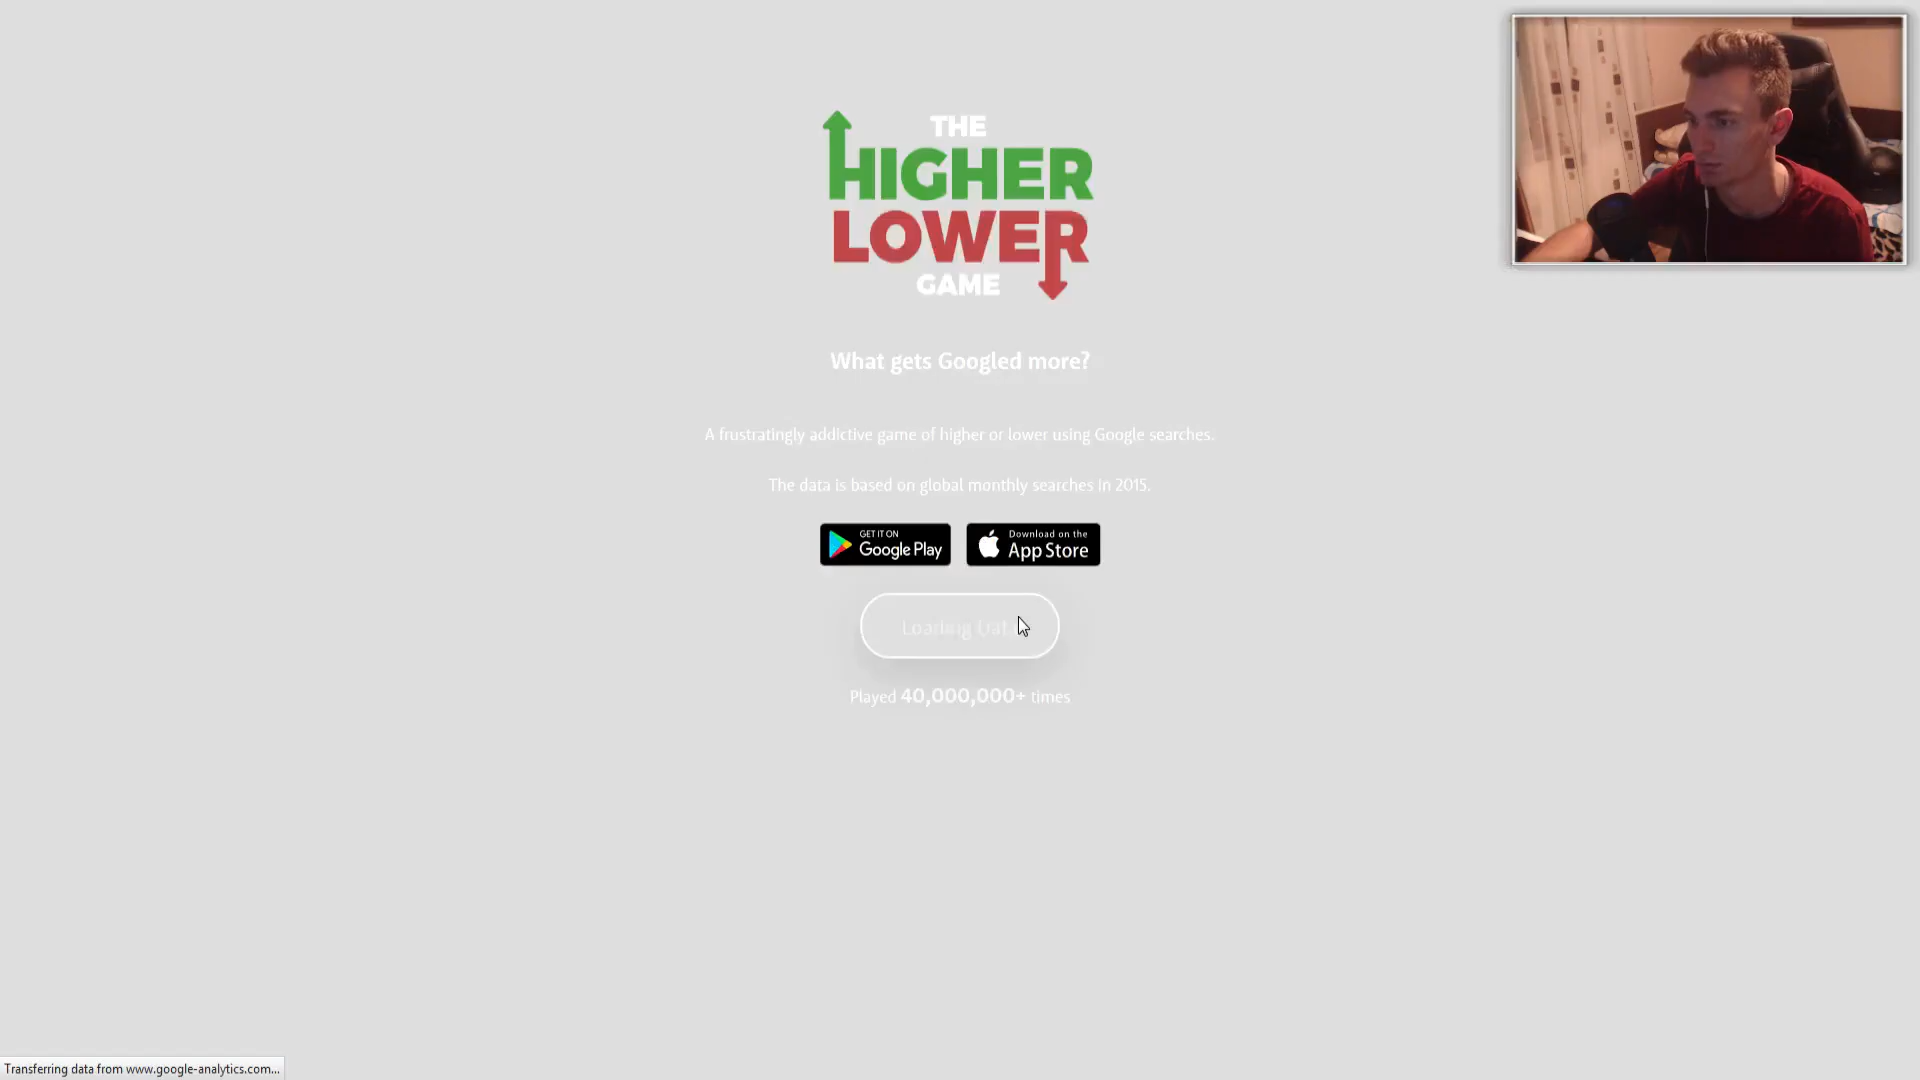 THE
HIGHER
LOWER
GAME
What gets Googled more?
A frustratingly addictive game of higher or lower using Google searches.
The data is based on global monthly searches in 2015.
GET IT ON
Google Play
Download on the
App Store
Loading
Played 40,000,000+ times
Transferring data from www.google-analytics.com...